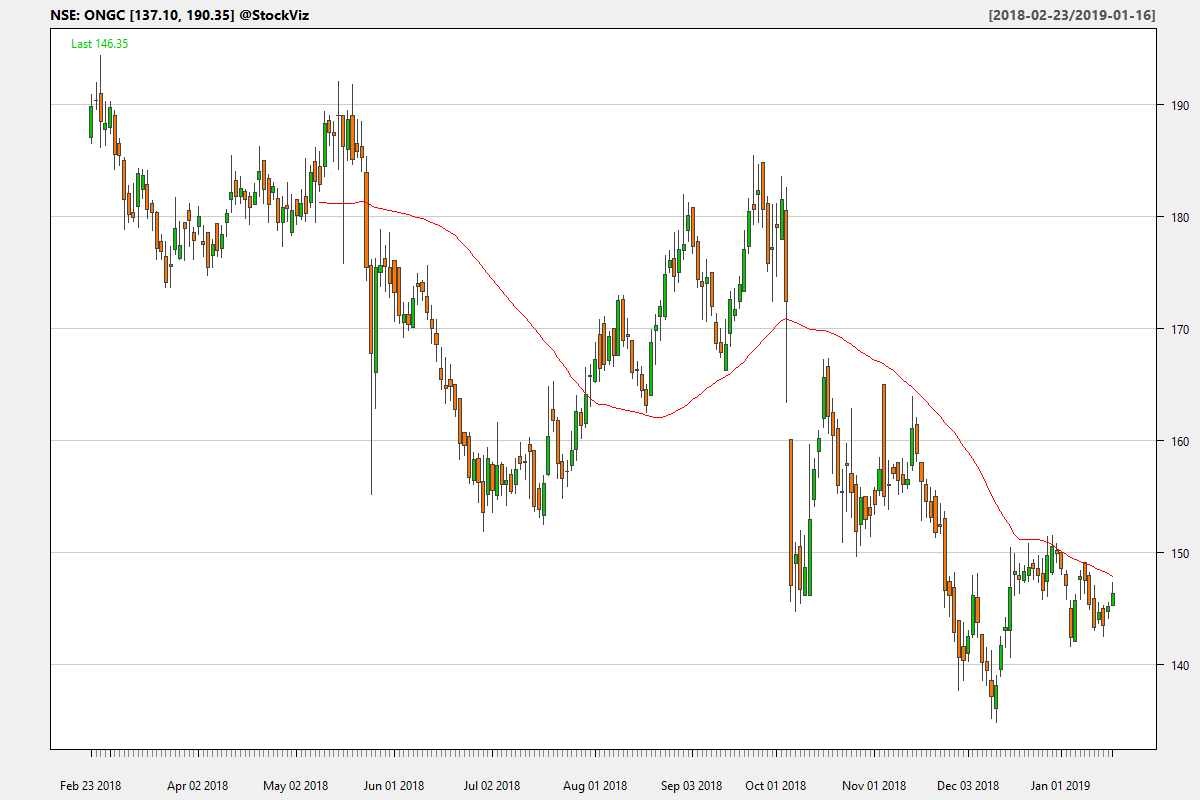 NSE: ONGC [137.10, 190.35] @StockViz [2018-02-23/2019-01-16]
Last 146.35
190
180
170
160
150
140
Feb 23 2018 Apr 02 2018 May 02 2018 Jun 01 2018 Jul 02 2018 Aug 01 2018 Sep 03 2018 Oct 01 2018 Nov 01 2018 Dec 03 2018 Jan 01 2019